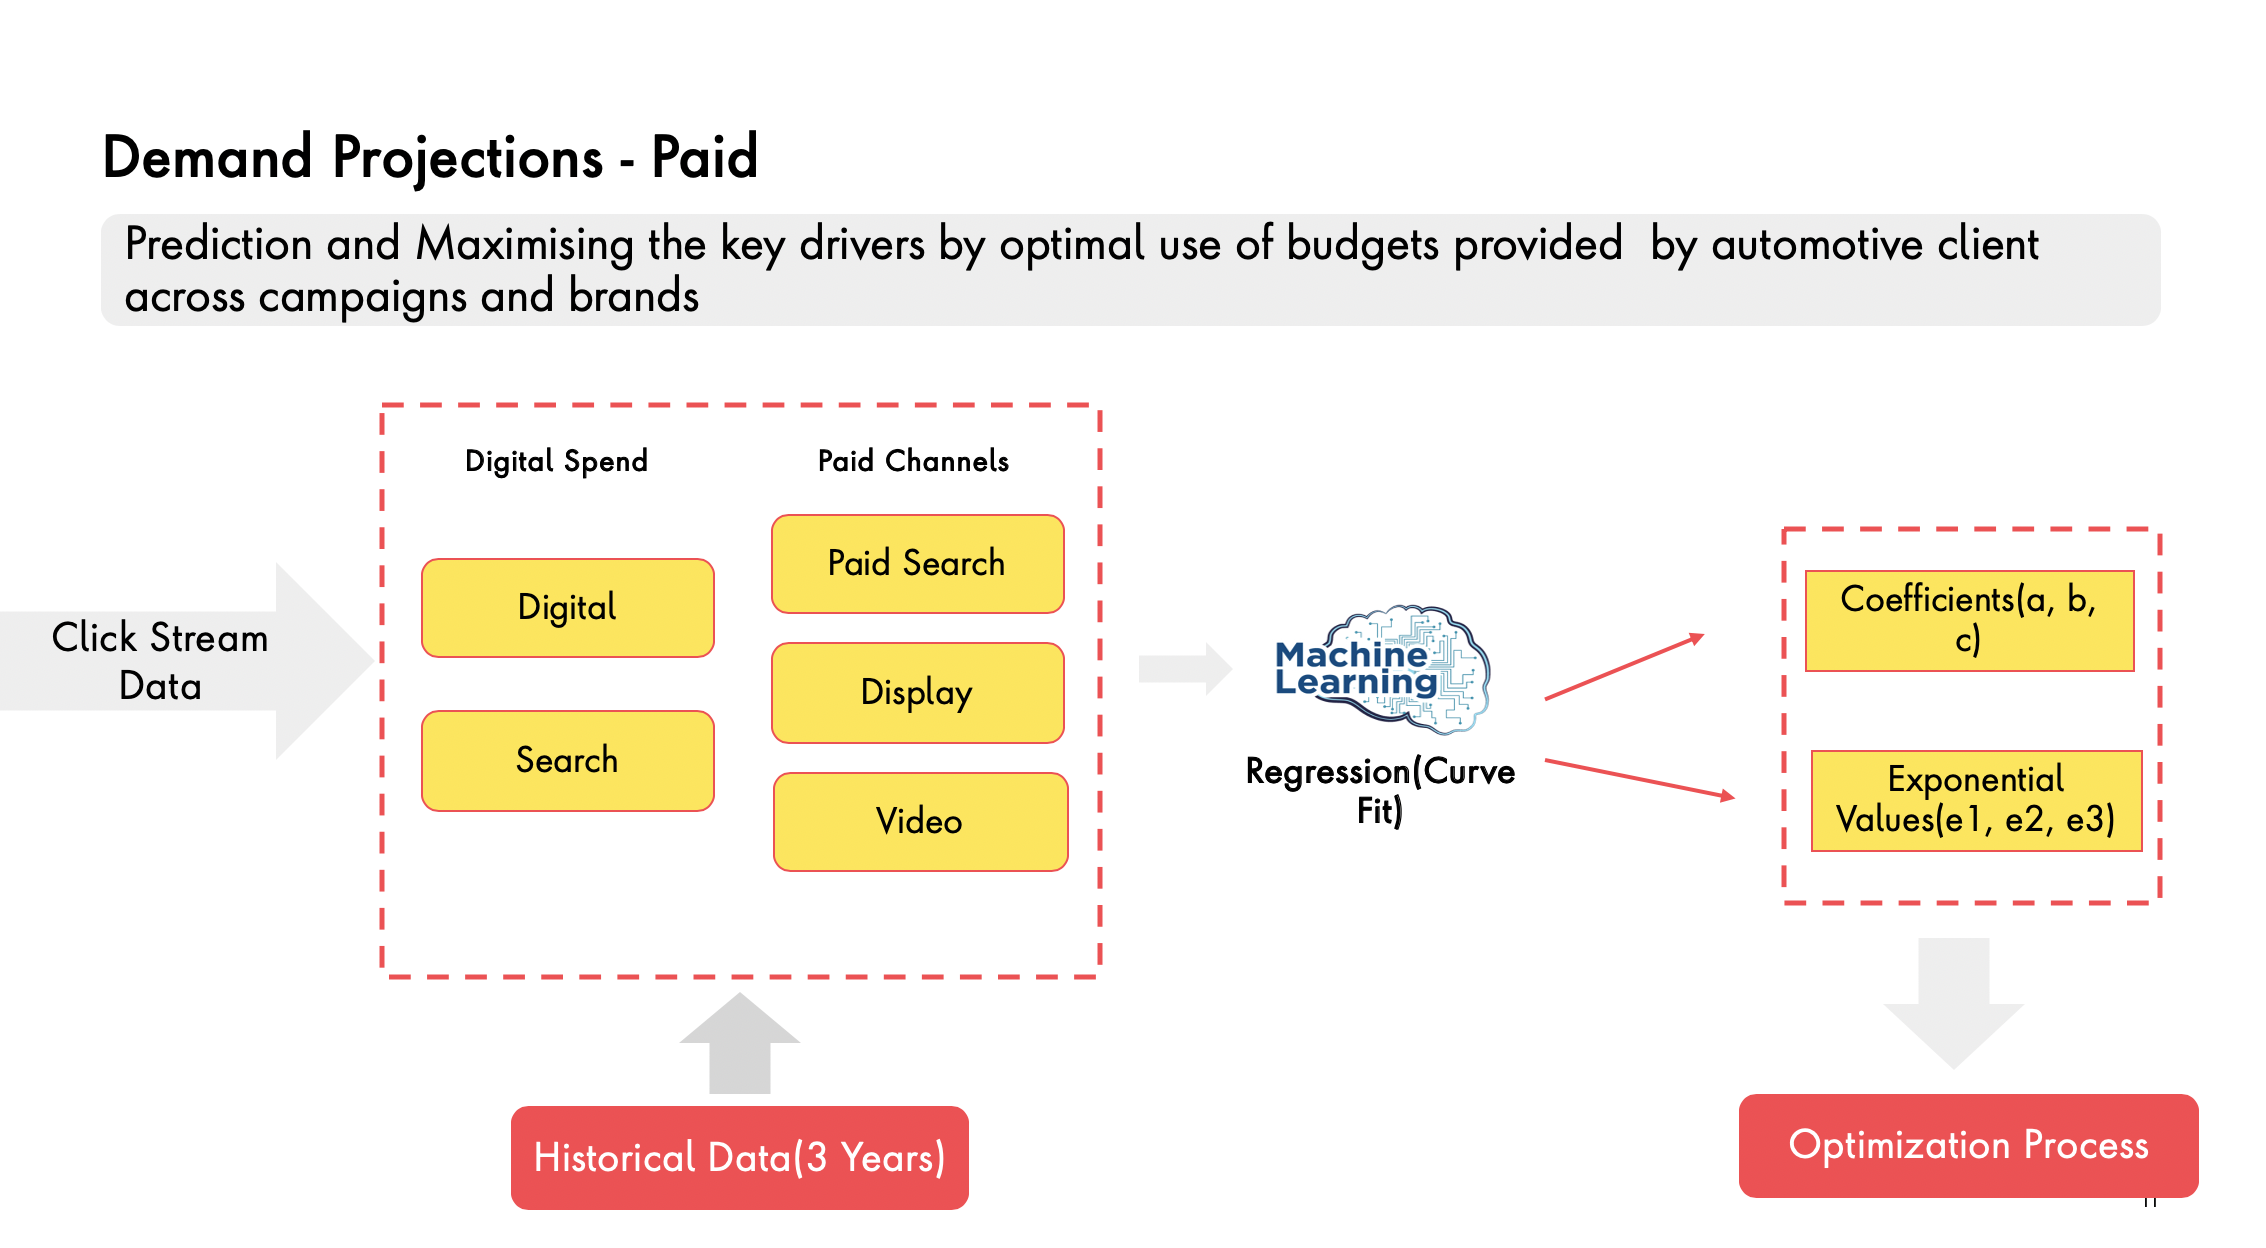 Demand Projections - Paid
Prediction and Maximising the key drivers by optimal use of budgets provided  by automotive client
across campaigns and brands
Digital Spend
Paid Channels
Click Stream
Data
Digital
Search
Paid Search
Display
Video
Machine
Learning
Regression(Curve
Fit)
Coefficients(a, b,
c)
Exponential
Values(e1, e2, e3)
Historical Data(3 Years)
Optimization Process